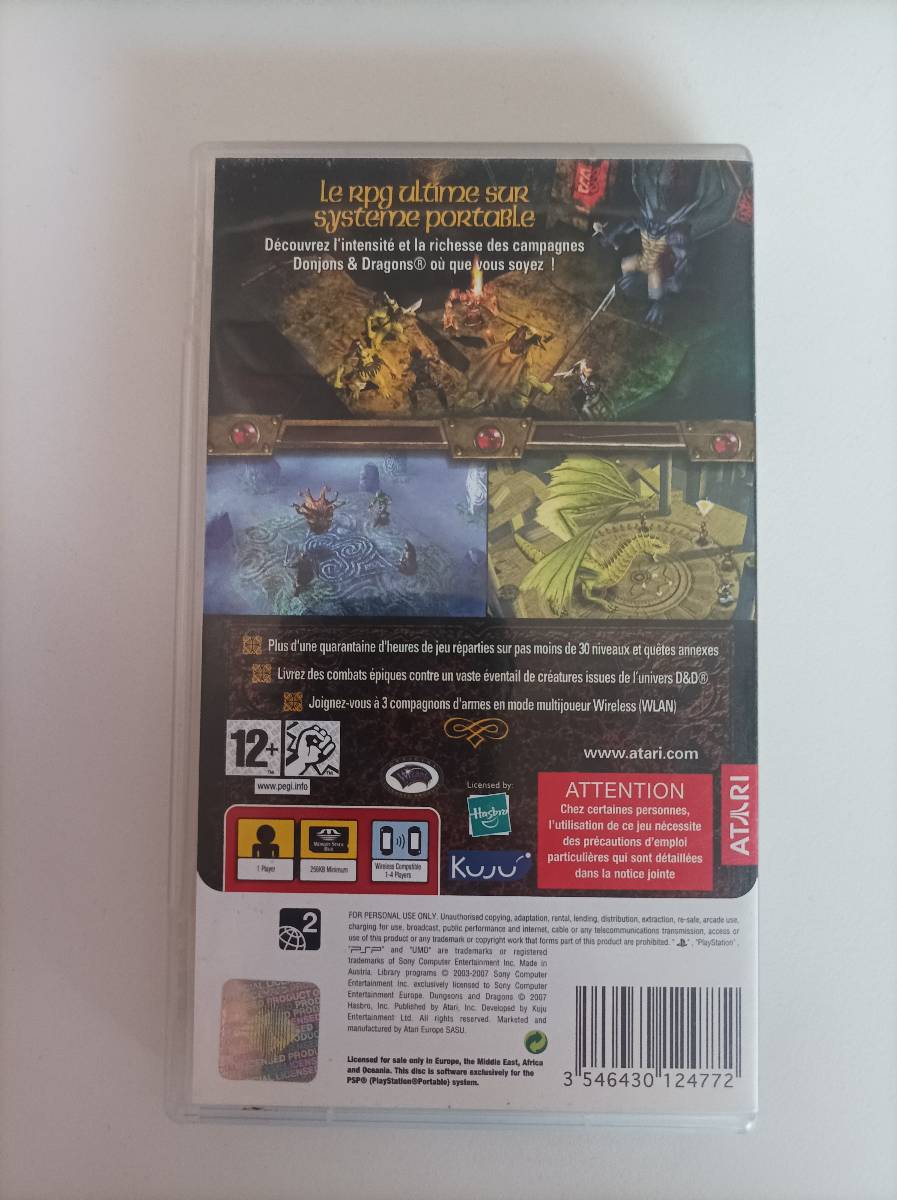 Le RPG ultime sur
système portable
Découvrez l'intensité et la richesse des campagnes
Donjons & Dragons® où que vous soyez !
Plus d'une quarantaine d'heures de jeu réparties sur pas moins de 30 niveaux et quêtes annexes
Livrez des combats épiques contre un vaste éventail de créatures issues de l'univers D&D®
Joignez-vous à 3 compagnons d'armes en mode multijoueur Wireless (WLAN)
12+
™
™
www.pegi.info
www.atari.com
Licensed by:
Hasbro
Kuju
ATTENTION
Chez certaines personnes,
l'utilisation de ce jeu nécessite
des précautions d'emploi
particulières qui sont détaillées
dans la notice jointe
ATARI
1 Player
256KB Minimum
Wireless Compatible
1-4 Players
2
FOR PERSONAL USE ONLY. Unauthorised copying, adaptation, rental, lending, distribution, extraction, re-sale, arcade use,
charging for use, broadcast, public performance and internet, cable or any telecommunications transmission, access or
use of this product or any trademark or copyright work that forms part of this product are prohibited. "", "PlayStation",
"PSP" and "UMD" are trademarks or registered
trademarks of Sony Computer Entertainment Inc. Made in
Austria. Library programs © 2003-2007 Sony Computer
Entertainment Inc. exclusively licensed to Sony Computer
Entertainment Europe. Dungeons and Dragons © 2007
Hasbro, Inc. Published by Atari, Inc. Developed by Kuju
Entertainment Ltd. All rights reserved. Marketed and
manufactured by Atari Europe SASU.
Licensed for sale only in Europe, the Middle East, Africa
and Oceania. This disc is software exclusively for the
PSP® (PlayStation®Portable) system.
3 546430 124772